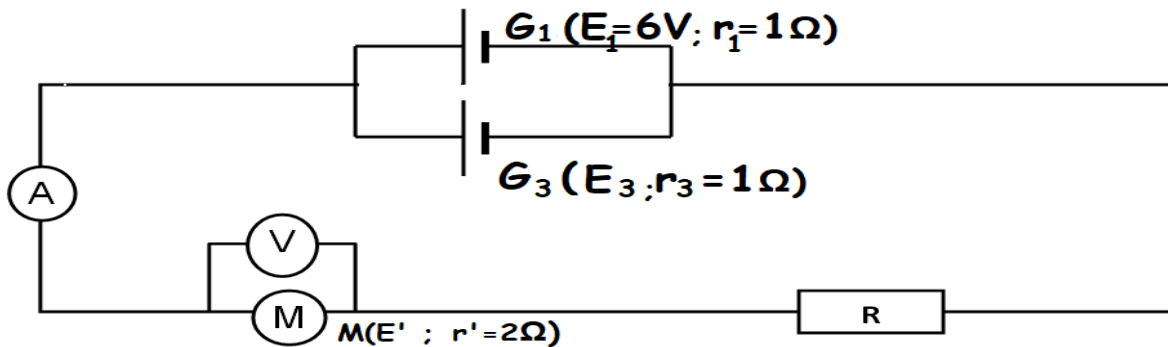 G₁ (E₁=6V; r₁=1Ω)
G₃ (E₃;r₃=1Ω)
A
V
M
M(E' ; r'=2Ω)
R